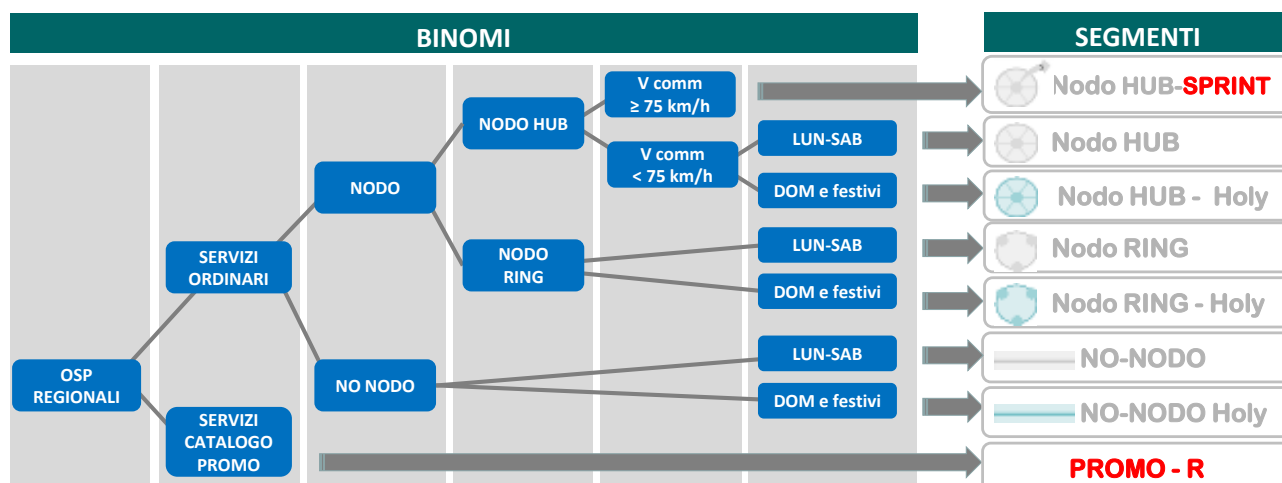 BINOMI
SEGMENTI
V comm
≥ 75 km/h
Nodo HUB-SPRINT
NODO HUB
LUN-SAB
Nodo HUB
V comm
< 75 km/h
NODO
DOM e festivi
Nodo HUB - Holy
SERVIZI
ORDINARI
NODO
RING
LUN-SAB
Nodo RING
DOM e festivi
Nodo RING - Holy
OSP
REGIONALI
NO NODO
LUN-SAB
NO-NODO
DOM e festivi
NO-NODO Holy
SERVIZI
CATALOGO
PROMO
PROMO - R